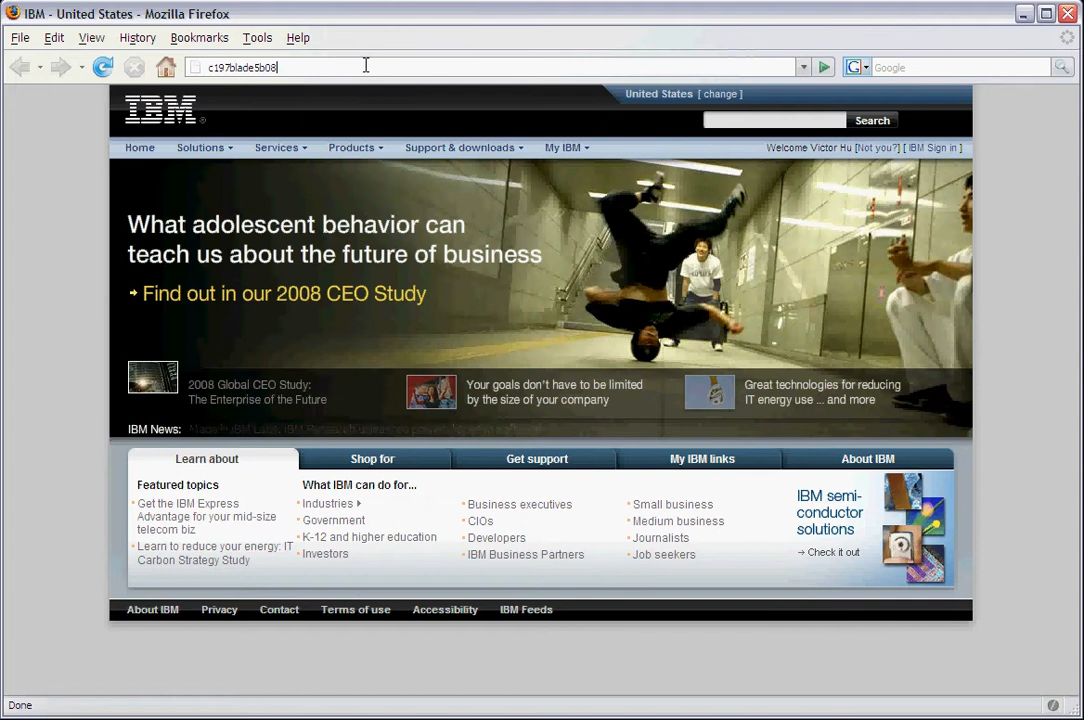 IBM - United States - Mozilla Firefox
File Edit View History Bookmarks Tools Help
c197blade5b08
Google
IBM
United States [ change ]
Search
Home Solutions Services Products Support & downloads My IBM
Welcome Victor Hu [Not you?] [ IBM Sign in ]
What adolescent behavior can
teach us about the future of business
Find out in our 2008 CEO Study
2008 Global CEO Study:
The Enterprise of the Future
Your goals don't have to be limited
by the size of your company
Great technologies for reducing
IT energy use ... and more
IBM News:
Learn about Shop for Get support My IBM links About IBM
Featured topics
Get the IBM Express
Advantage for your mid-size
telecom biz
Learn to reduce your energy: IT
Carbon Strategy Study
What IBM can do for...
Industries
Government
K-12 and higher education
Investors
Business executives
CIOs
Developers
IBM Business Partners
Small business
Medium business
Journalists
Job seekers
IBM semi-
conductor
solutions
Check it out
About IBM Privacy Contact Terms of use Accessibility IBM Feeds
Done